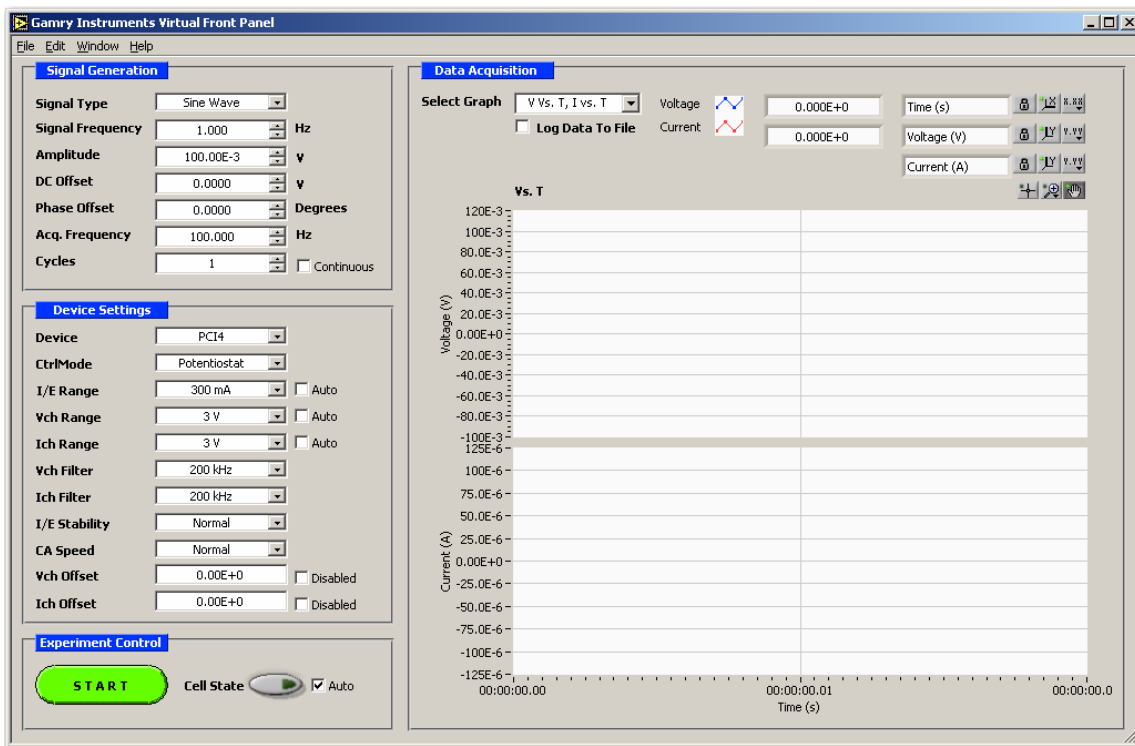 Gamry Instruments Virtual Front Panel
File Edit Window Help
Signal Generation
Signal Type Sine Wave
Signal Frequency 1.000 Hz
Amplitude 100.00E-3 V
DC Offset 0.0000 V
Phase Offset 0.0000 Degrees
Acq. Frequency 100.000 Hz
Cycles 1 Continuous
Device Settings
Device PCI4
CtrlMode Potentiostat
I/E Range 300 mA Auto
Vch Range 3 V Auto
Ich Range 3 V Auto
Vch Filter 200 kHz
Ich Filter 200 kHz
I/E Stability Normal
CA Speed Normal
Vch Offset 0.00E+0 Disabled
Ich Offset 0.00E+0 Disabled
Experiment Control
START Cell State Auto
Data Acquisition
Select Graph V Vs. T, I vs. T Voltage 0.000E+0 Time (s) X.XX
Log Data To File Current 0.000E+0 Voltage (V) Y.YY
Current (A) Y.YY
Vs. T
120E-3
100E-3
80.0E-3
60.0E-3
40.0E-3
20.0E-3
0.00E+0
-20.0E-3
-40.0E-3
-60.0E-3
-80.0E-3
-100E-3
Voltage (V)
125E-6
100E-6
75.0E-6
50.0E-6
25.0E-6
0.00E+0
-25.0E-6
-50.0E-6
-75.0E-6
-100E-6
-125E-6
Current (A)
00:00:00.00 00:00:00.01 00:00:00.0
Time (s)